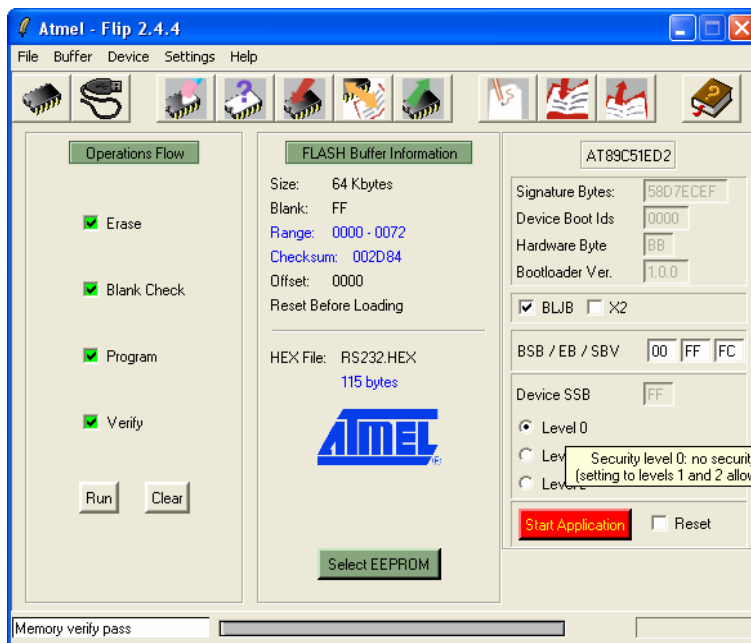 Atmel - Flip 2.4.4
File Buffer Device Settings Help
Operations Flow
Erase
Blank Check
Program
Verify
Run Clear
FLASH Buffer Information
Size: 64 Kbytes
Blank: FF
Range: 0000 - 0072
Checksum: 002D84
Offset: 0000
Reset Before Loading
HEX File: RS232.HEX
115 bytes
ATMEL
®
Select EEPROM
AT89C51ED2
Signature Bytes: 58D7ECEF
Device Boot Ids 0000
Hardware Byte BB
Bootloader Ver. 1.0.0
BLJB X2
BSB / EB / SBV 00 FF FC
Device SSB FF
Level 0
Security level 0: no
(setting to levels 1 and 2
Start Application Reset
Memory verify pass